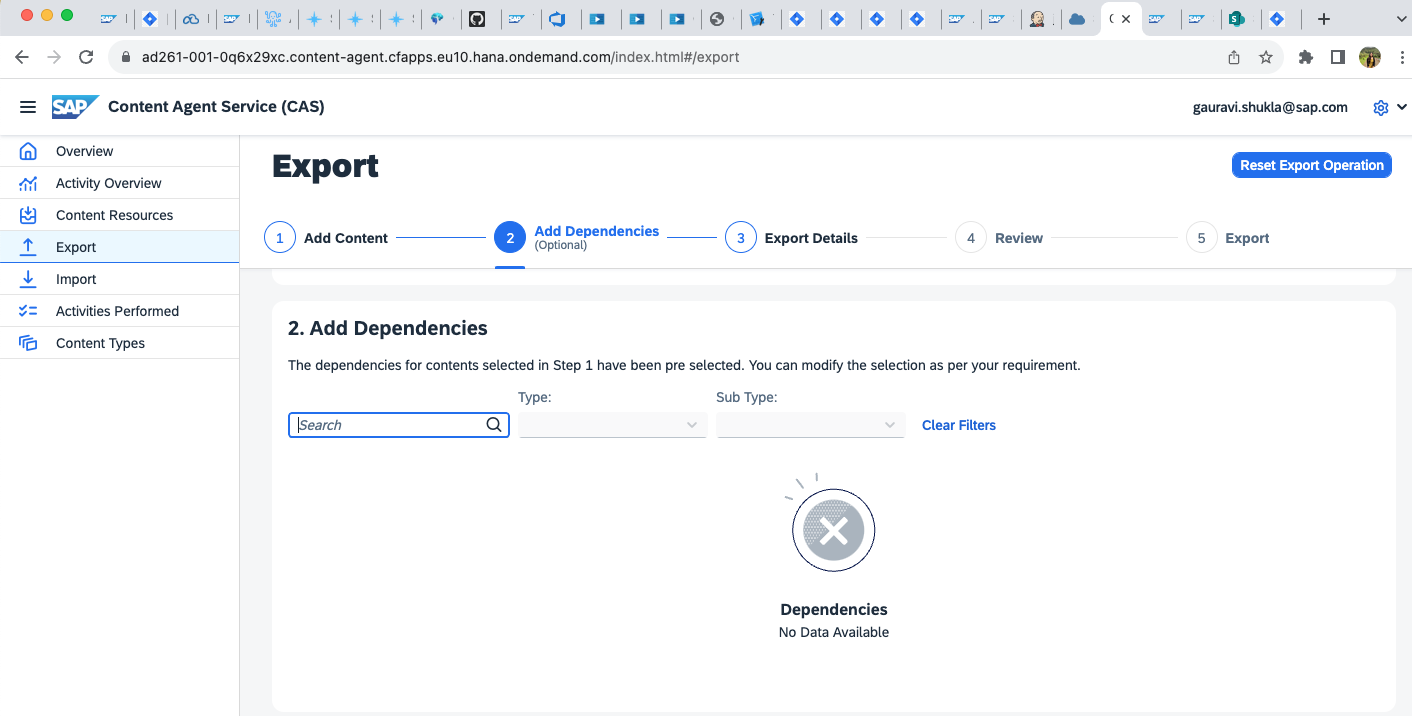 ad261-001-0q6x29xc.content-agent.cfapps.eu10.hana.ondemand.com/index.html#/export
SAP Content Agent Service (CAS)
gauravi.shukla@sap.com
Overview
Activity Overview
Content Resources
Export
Import
Activities Performed
Content Types
Export
Reset Export Operation
1 Add Content
2 Add Dependencies
(Optional)
3 Export Details
4 Review
5 Export
2. Add Dependencies
The dependencies for contents selected in Step 1 have been pre selected. You can modify the selection as per your requirement.
Type:
Sub Type:
Search
Clear Filters
Dependencies
No Data Available